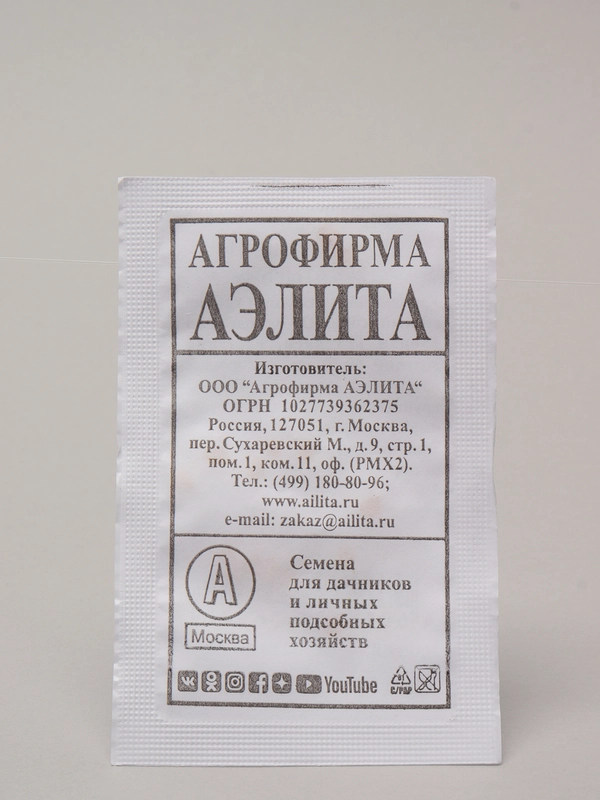 АГРОФИРМА
АЭЛИТА
Изготовитель:
ООО “Агрофирма АЭЛИТА“
ОГРН 1027739362375
Россия, 127051, г. Москва,
пер. Сухаревский М., д. 9, стр. 1,
пом. 1, ком. 11, оф. (РМХ2).
Тел.: (499) 180-80-96;
www.ailita.ru
e-mail: zakaz@ailita.ru
А
Москва
Семена
для дачников
и личных
подсобных
хозяйств
YouTube
C/PAP